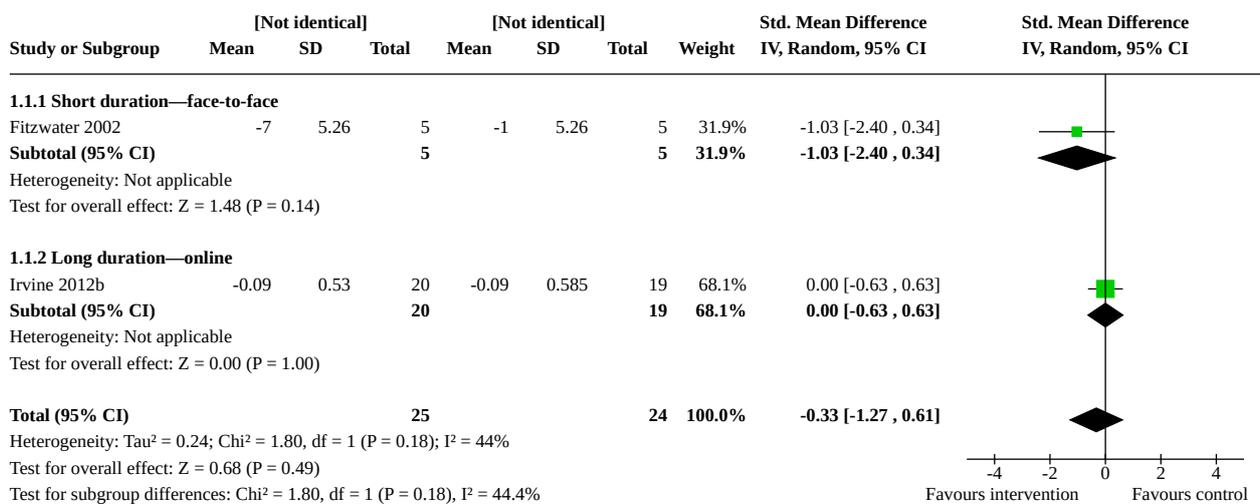 [Not identical] [Not identical] Std. Mean Difference Std. Mean Difference
Study or Subgroup Mean SD Total Mean SD Total Weight IV, Random, 95% CI IV, Random, 95% CI
1.1.1 Short duration—face-to-face
Fitzwater 2002 -7 5.26 5 -1 5.26 5 31.9% -1.03 [-2.40 , 0.34]
Subtotal (95% CI) 5 5 31.9% -1.03 [-2.40 , 0.34]
Heterogeneity: Not applicable
Test for overall effect: Z = 1.48 (P = 0.14)
1.1.2 Long duration—online
Irvine 2012b -0.09 0.53 20 -0.09 0.585 19 68.1% 0.00 [-0.63 , 0.63]
Subtotal (95% CI) 20 19 68.1% 0.00 [-0.63 , 0.63]
Heterogeneity: Not applicable
Test for overall effect: Z = 0.00 (P = 1.00)
Total (95% CI) 25 24 100.0% -0.33 [-1.27 , 0.61]
Heterogeneity: Tau² = 0.24; Chi² = 1.80, df = 1 (P = 0.18); I² = 44%
Test for overall effect: Z = 0.68 (P = 0.49) -4 -2 0 2 4
Test for subgroup differences: Chi² = 1.80, df = 1 (P = 0.18), I² = 44.4% Favours intervention Favours control